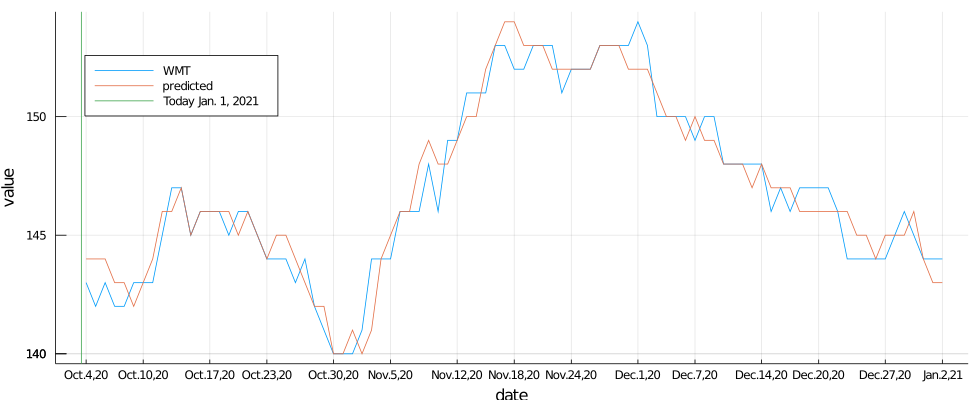 WMT
predicted
Today Jan. 1, 2021
value
150
145
140
Oct.4,20 Oct.10,20 Oct.17,20 Oct.23,20 Oct.30,20 Nov.5,20 Nov.12,20 Nov.18,20 Nov.24,20 Dec.1,20 Dec.7,20 Dec.14,20 Dec.20,20 Dec.27,20 Jan.2,21
date